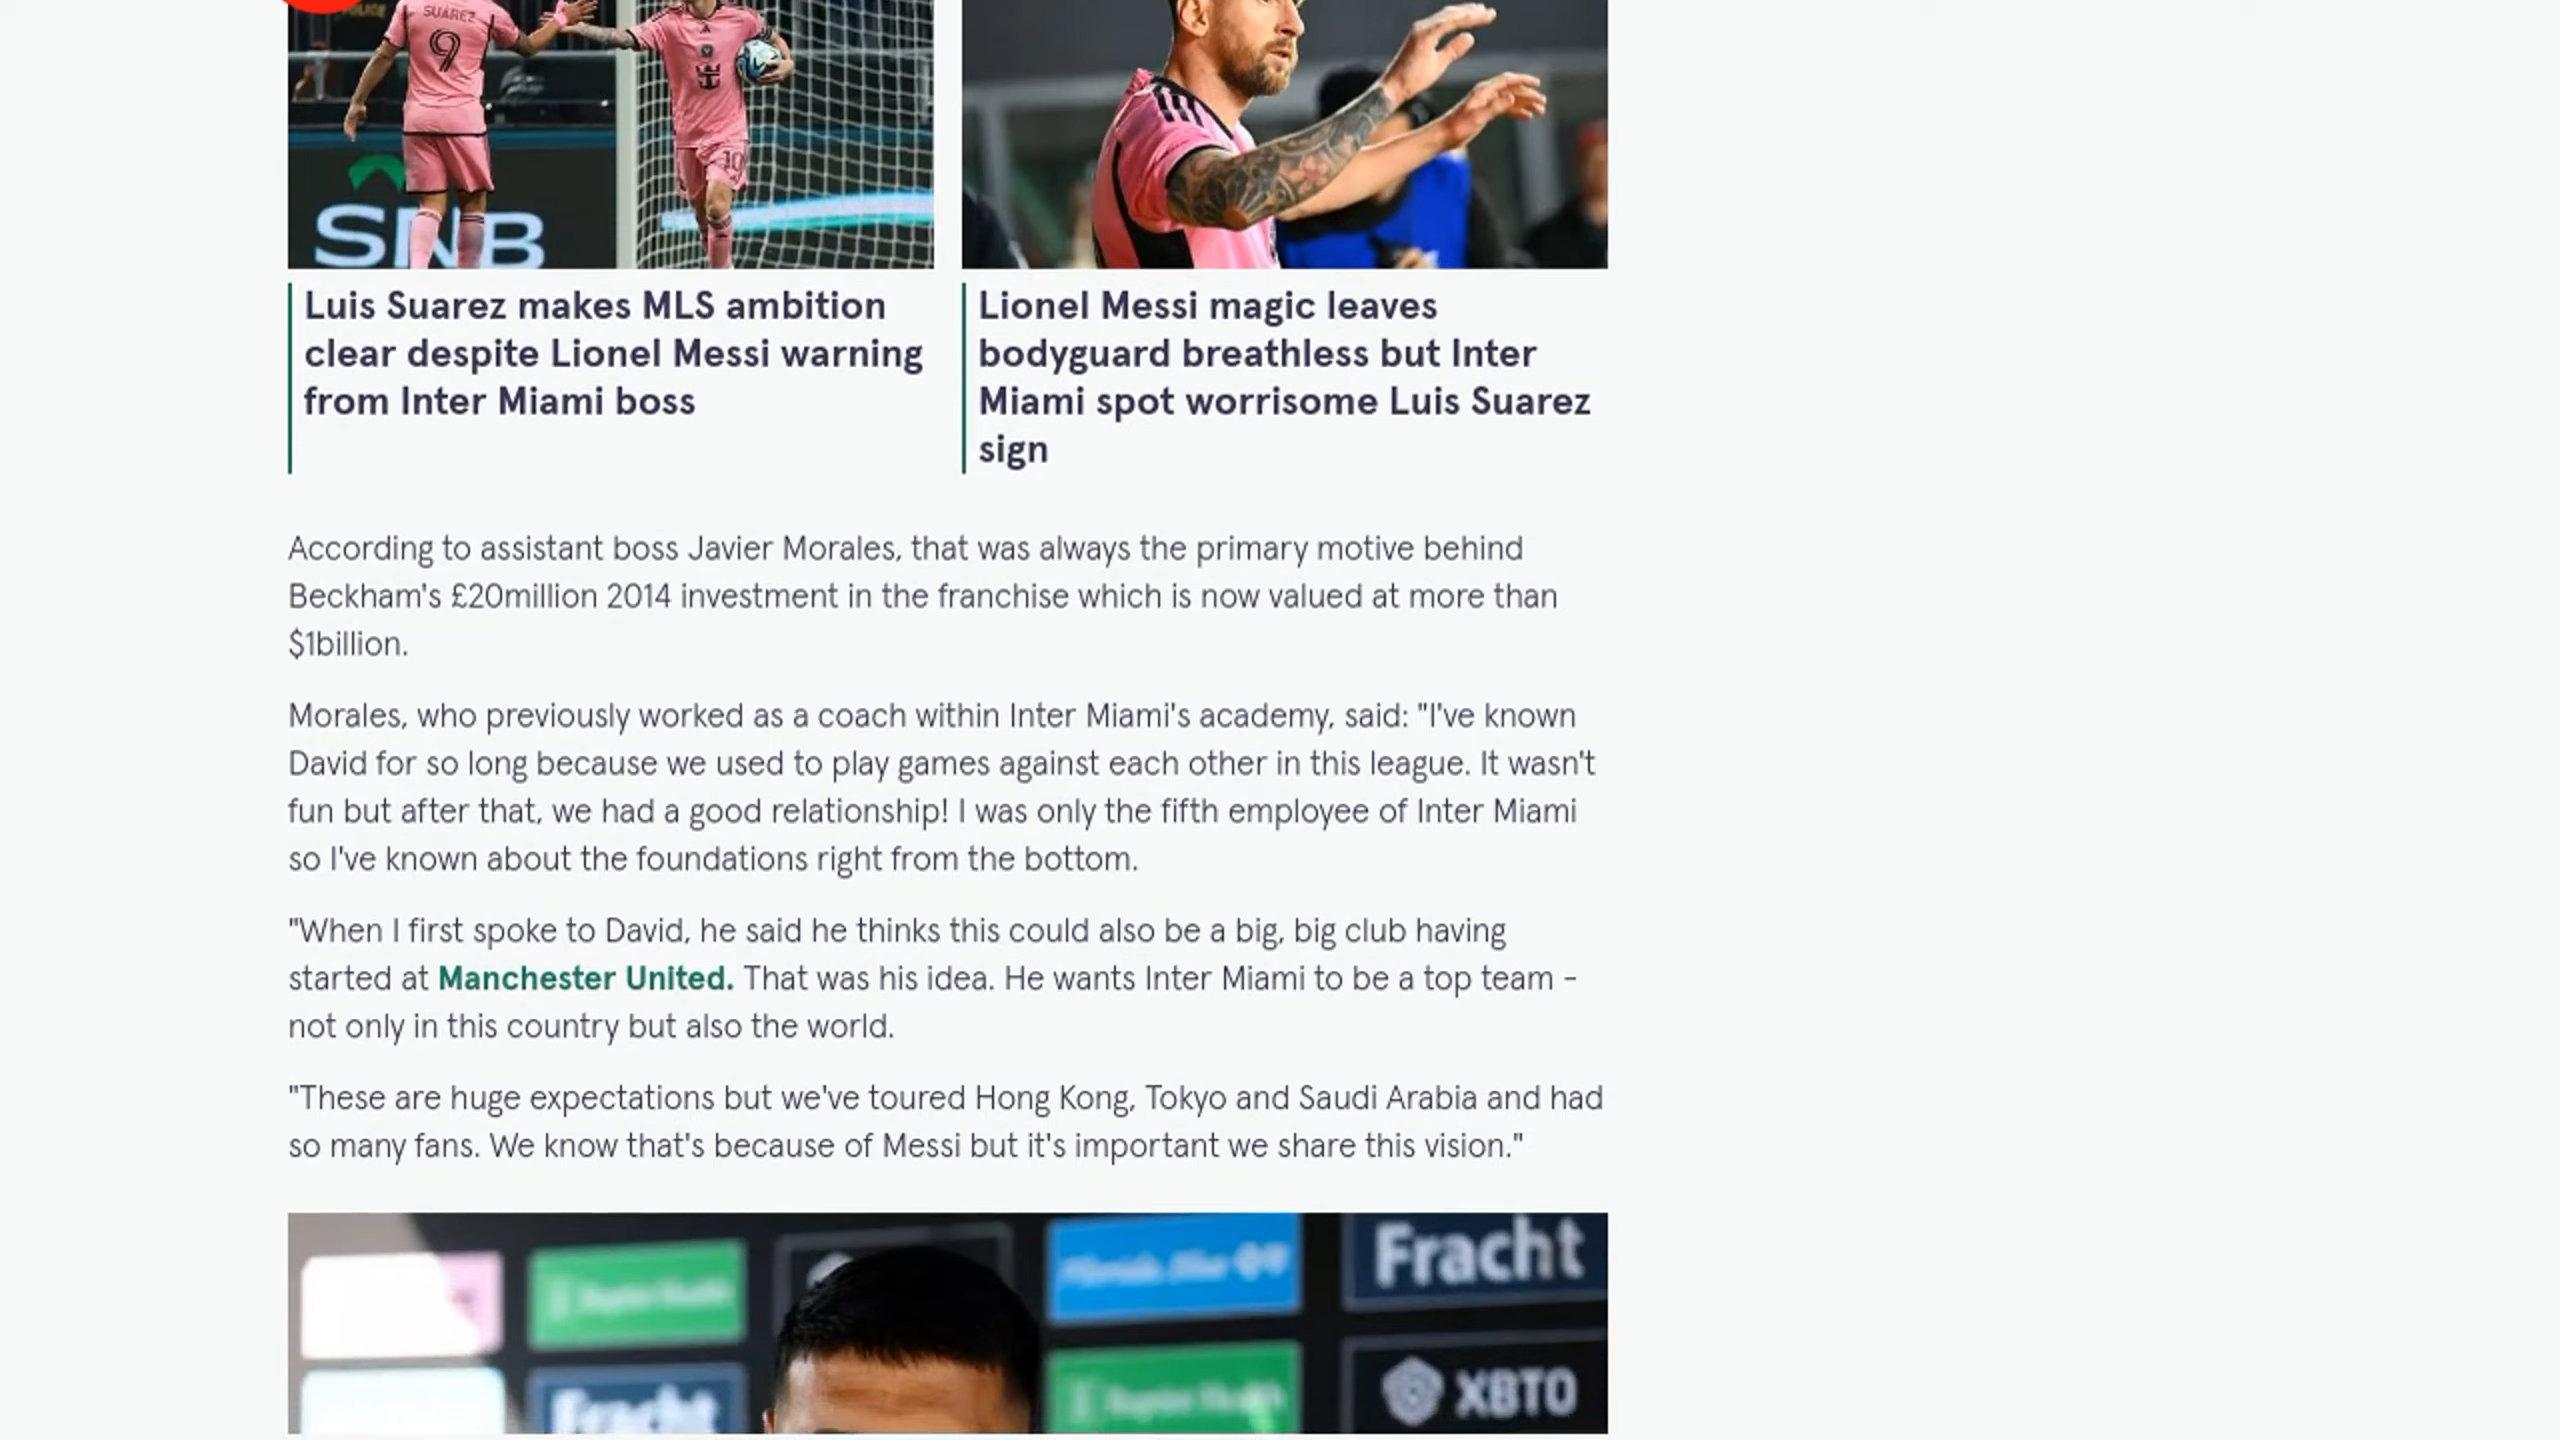 SUAREZ
9
10
SNB
Luis Suarez makes MLS ambition
clear despite Lionel Messi warning
from Inter Miami boss
Lionel Messi magic leaves
bodyguard breathless but Inter
Miami spot worrisome Luis Suarez
sign
According to assistant boss Javier Morales, that was always the primary motive behind
Beckham's £20million 2014 investment in the franchise which is now valued at more than
$1billion.
Morales, who previously worked as a coach within Inter Miami's academy, said: "I've known
David for so long because we used to play games against each other in this league. It wasn't
fun but after that, we had a good relationship! I was only the fifth employee of Inter Miami
so I've known about the foundations right from the bottom.
"When I first spoke to David, he said he thinks this could also be a big, big club having
started at Manchester United. That was his idea. He wants Inter Miami to be a top team -
not only in this country but also the world.
"These are huge expectations but we've toured Hong Kong, Tokyo and Saudi Arabia and had
so many fans. We know that's because of Messi but it's important we share this vision."
Fracht
Fracht
XBTO